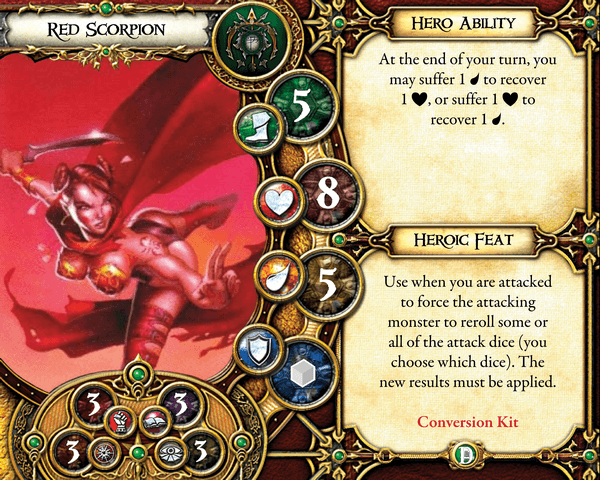 Red Scorpion
5
8
5
3 3
3 3
Hero Ability
At the end of your turn, you
may suffer 1 to recover
1 , or suffer 1 to
recover 1 .
Heroic Feat
Use when you are attacked
to force the attacking
monster to reroll some or
all of the attack dice (you
choose which dice). The
new results must be applied.
Conversion Kit
D